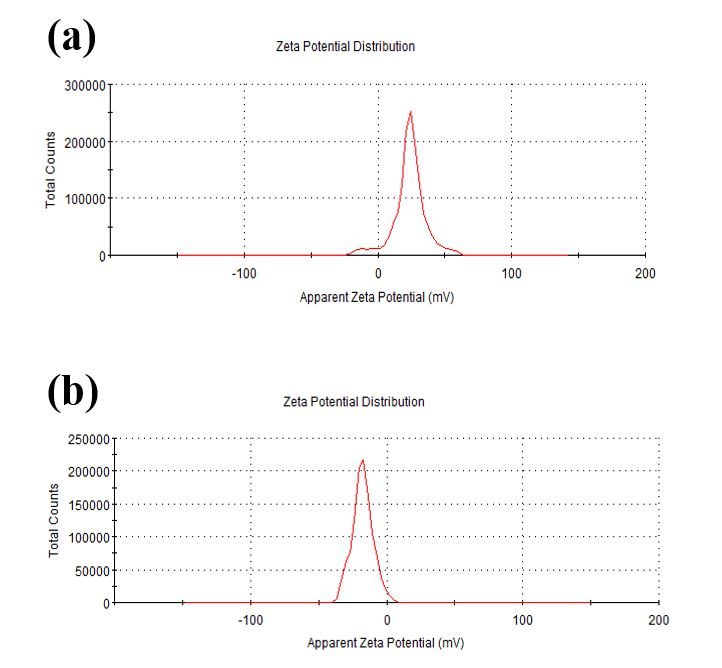 (a)
Zeta Potential Distribution
300000
200000
100000
0
Total Counts
-100 0 100 200
Apparent Zeta Potential (mV)
(b)
Zeta Potential Distribution
250000
200000
150000
100000
50000
0
Total Counts
-100 0 100 200
Apparent Zeta Potential (mV)